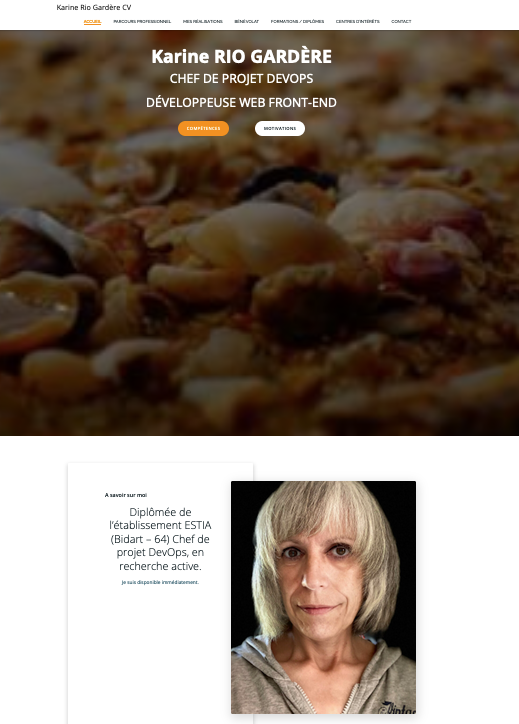 Karine Rio Gardère CV
ACCUEIL PARCOURS PROFESSIONNEL MES RÉALISATIONS BÉNÉVOLAT FORMATIONS / DIPLÔMES CENTRES D'INTÉRÊTS CONTACT
Karine RIO GARDÈRE
CHEF DE PROJET DEVOPS
DÉVELOPPEUSE WEB FRONT-END
COMPÉTENCES MOTIVATIONS
A savoir sur moi
Diplômée de
l'établissement ESTIA
(Bidart – 64) Chef de
projet DevOps, en
recherche active.
Je suis disponible immédiatement.